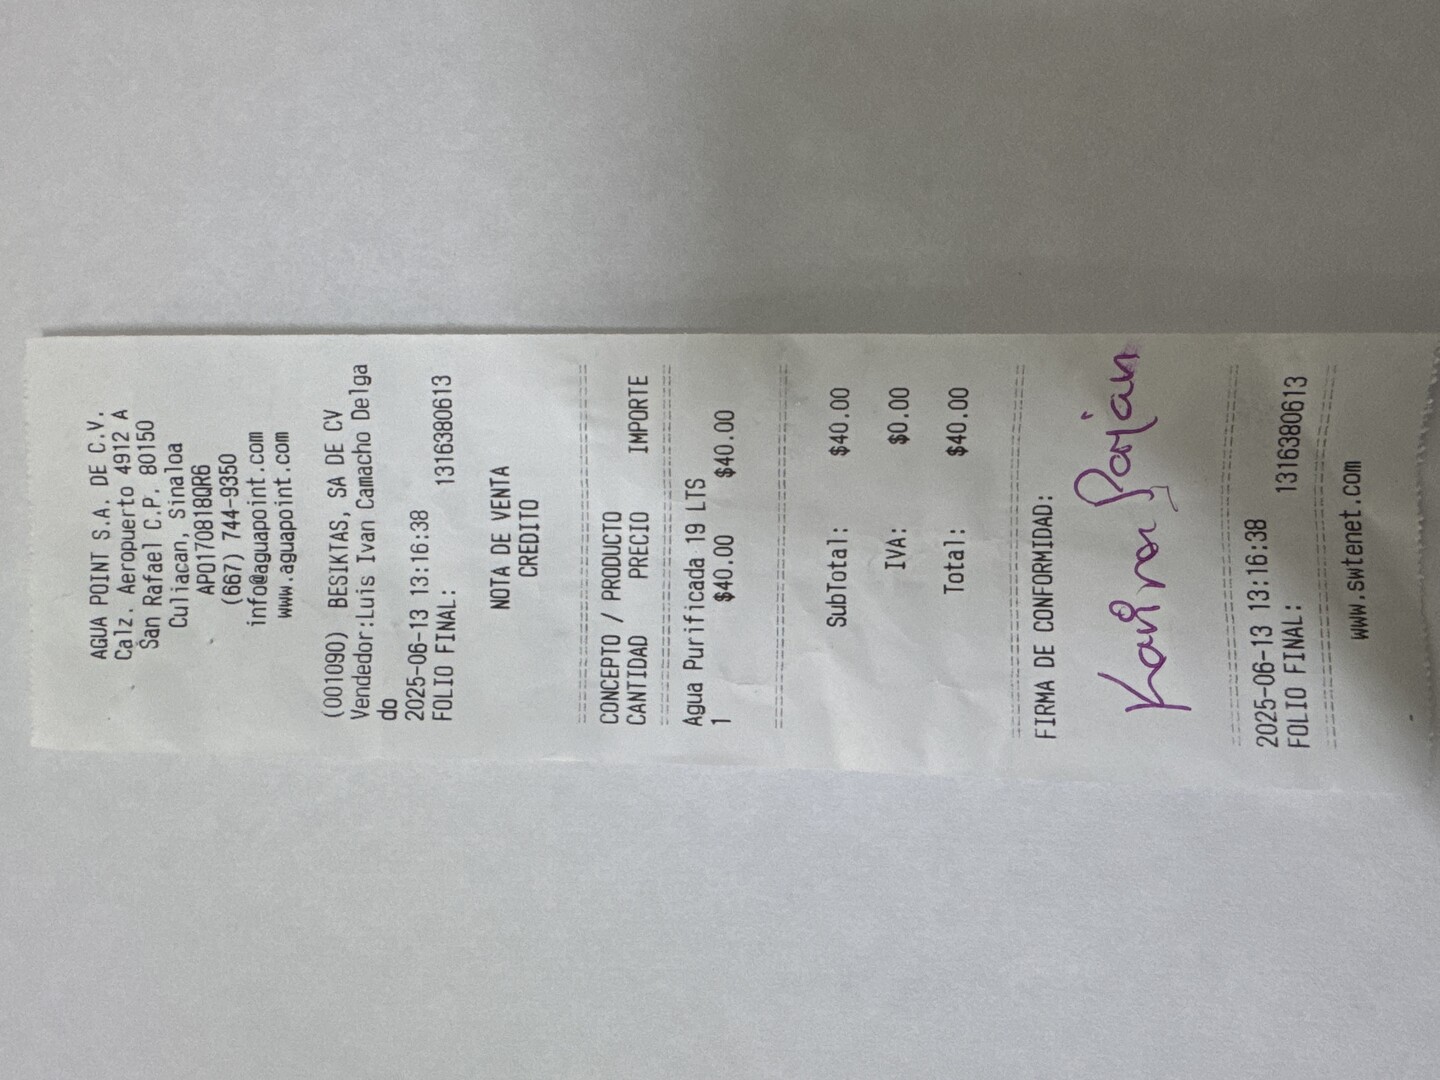 AGUA POINT S.A. DE C.V.
Calz. Aeropuerto 4912 A
San Rafael C.P. 80150
Culiacan, Sinaloa
APO170818QR6
(667) 744-9350
info@aguapoint.com
www.aguapoint.com
(001090) BESIKTAS, SA DE CV
Vendedor:Luis Ivan Camacho Delga
do
2025-06-13 13:16:38
FOLIO FINAL: 1316380613
NOTA DE VENTA
CREDITO
CONCEPTO / PRODUCTO
CANTIDAD PRECIO IMPORTE
Agua Purificada 19 LTS
1 $40.00 $40.00
SubTotal: $40.00
IVA: $0.00
Total: $40.00
FIRMA DE CONFORMIDAD:
2025-06-13 13:16:38
FOLIO FINAL: 1316380613
www.swtenet.com